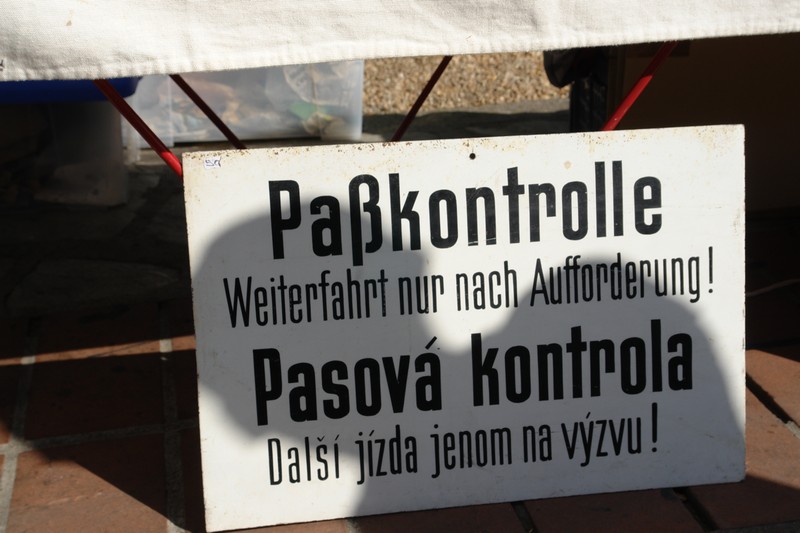 Paßkontrolle
Weiterfahrt nur nach Aufforderung!
Pasová kontrola
Další jízda jenom na výzvu!